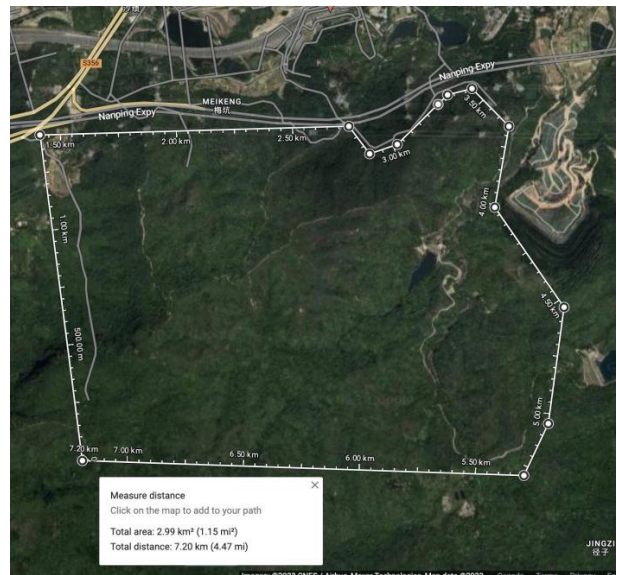 S356
Nanping Expy
MEIKENG
梅坑
Nanping Expy
3.50 km
1.50 km
2.00 km
2.50 km
3.00 km
4.00 km
1.00 km
500.00 m
4.50 km
5.00 km
7.20 km
7.00 km
6.50 km
6.00 km
5.50 km
Measure distance
Click on the map to add to your path
Total area: 2.99 km² (1.15 mi²)
Total distance: 7.20 km (4.47 mi)
JINGZI
径子